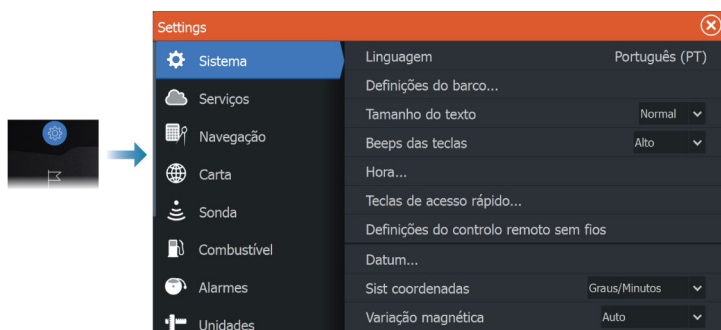 Settings
Sistema
Serviços
Navegação
Carta
Sonda
Combustível
Alarmes
Unidades
Linguagem Português (PT)
Definições do barco...
Tamanho do texto Normal
Beeps das teclas Alto
Hora...
Teclas de acesso rápido...
Definições do controlo remoto sem fios
Datum...
Sist coordenadas Graus/Minutos
Variação magnética Auto